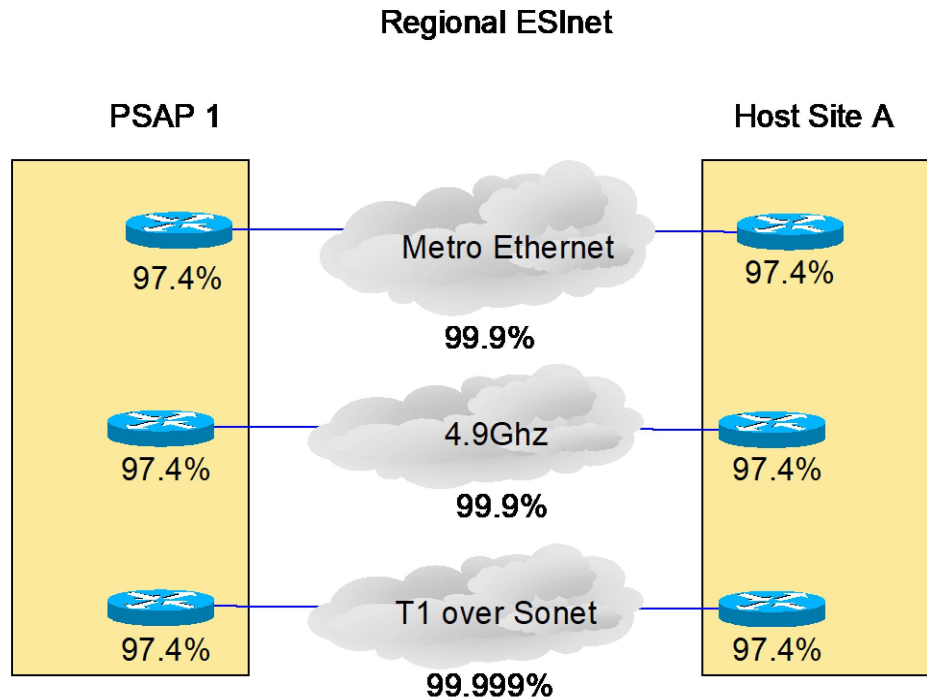 Regional ESInet
PSAP 1
Host Site A
Metro Ethernet
97.4%
97.4%
99.9%
4.9Ghz
97.4%
97.4%
99.9%
T1 over Sonet
97.4%
97.4%
99.999%